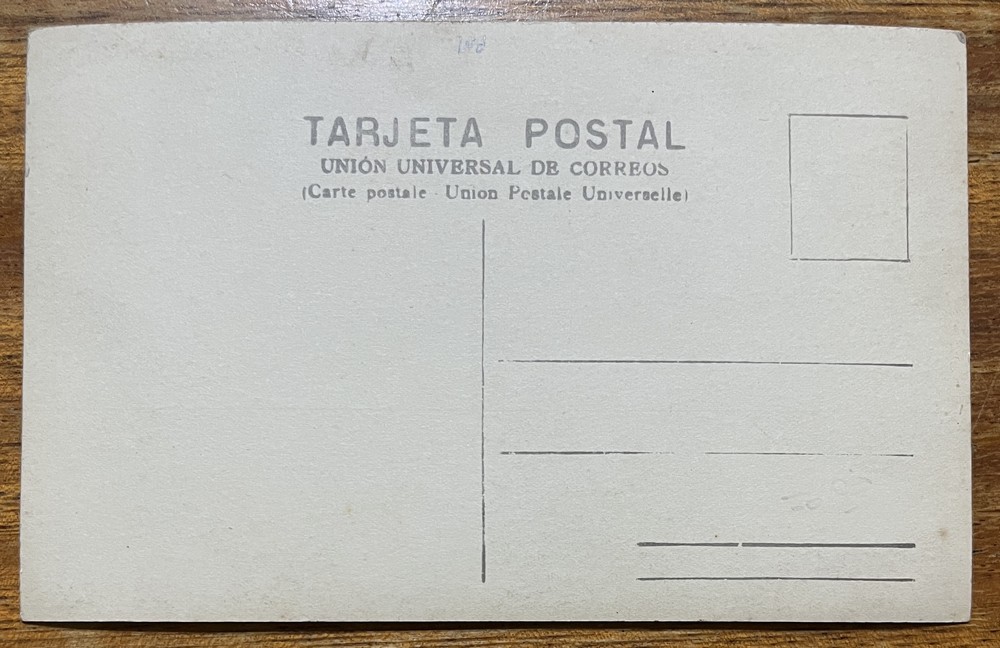 TARJETA POSTAL
UNIÓN UNIVERSAL DE CORREOS
(Carte postale - Union Postale Universelle)